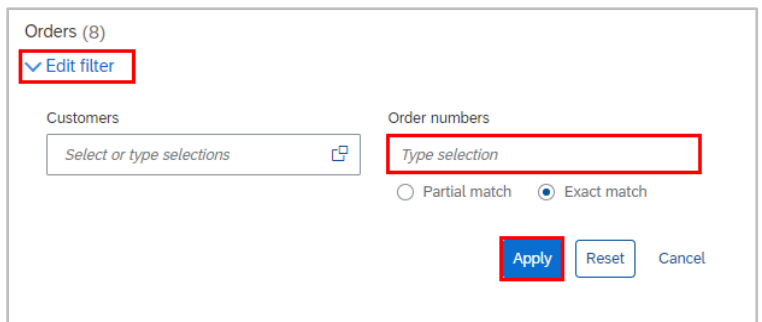 Orders (8)
Edit filter
Customers
Order numbers
Select or type selections
Type selection
Partial match
Exact match
Apply
Reset
Cancel